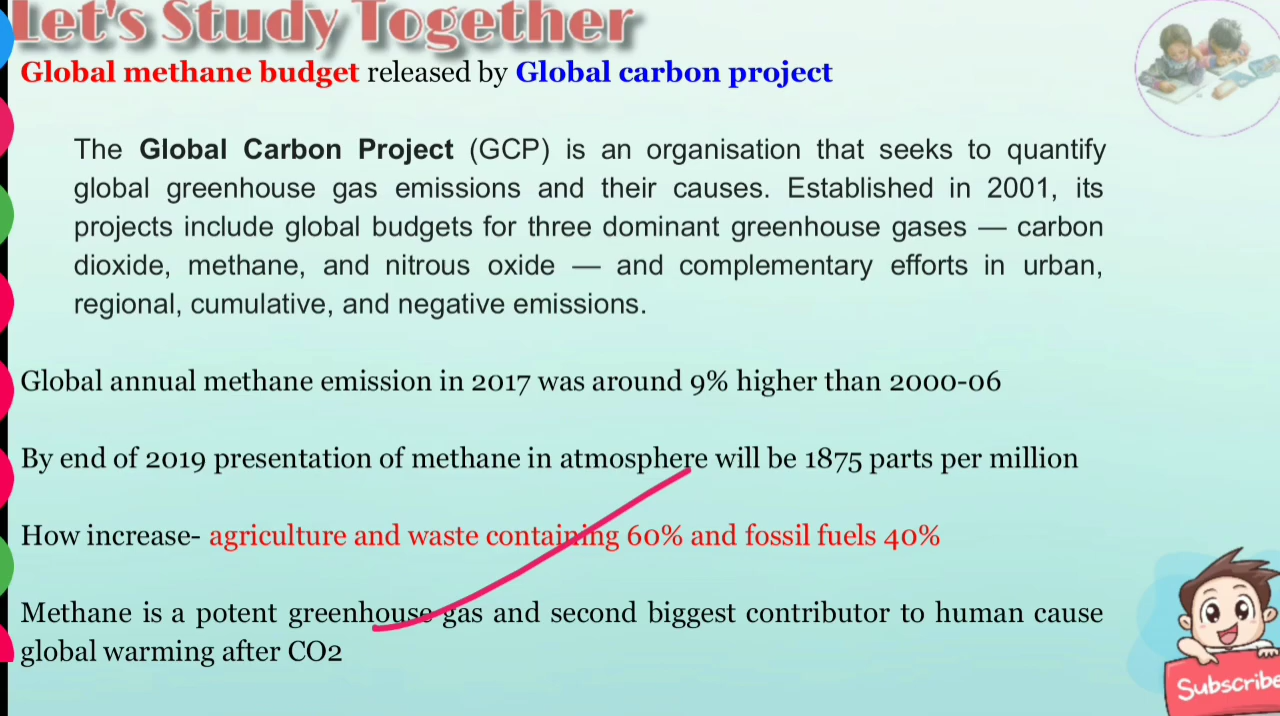 Let's Study Together
Global methane budget released by Global carbon project
The Global Carbon Project (GCP) is an organisation that seeks to quantify
global greenhouse gas emissions and their causes. Established in 2001, its
projects include global budgets for three dominant greenhouse gases — carbon
dioxide, methane, and nitrous oxide — and complementary efforts in urban,
regional, cumulative, and negative emissions.
Global annual methane emission in 2017 was around 9% higher than 2000-06
By end of 2019 presentation of methane in atmosphere will be 1875 parts per million
How increase- agriculture and waste containing 60% and fossil fuels 40%
Methane is a potent greenhouse gas and second biggest contributor to human cause
global warming after CO2
Subscribe